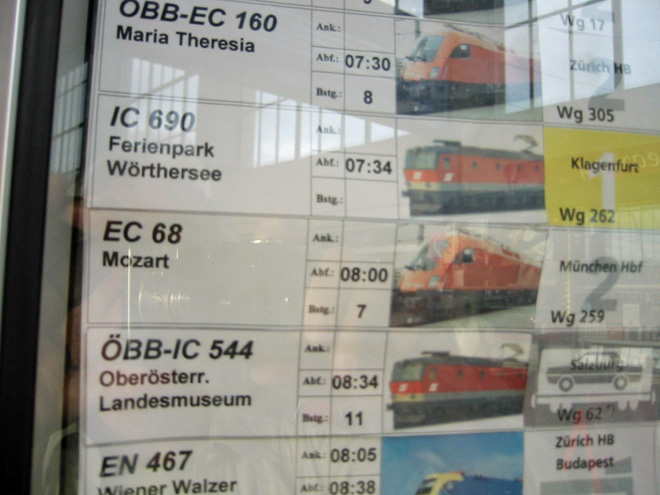 ÖBB-EC 160
Maria Theresia
Ank.:
Abf.: 07:30
Bstg.: 8
Wg 17
Zürich HB
Wg 305
IC 690
Ferienpark
Wörthersee
Ank.:
Abf.: 07:34
Bstg.:
Klagenfurt
1
Wg 262
EC 68
Mozart
Ank.:
Abf.: 08:00
Bstg.: 7
München Hbf
2
Wg 259
ÖBB-IC 544
Oberösterr.
Landesmuseum
Ank.:
Abf.: 08:34
Bstg.: 11
Salzburg
Wg 62 *)
EN 467
Wiener Walzer
Ank.: 08:05
Abf.: 08:38
Zürich HB
Budapest